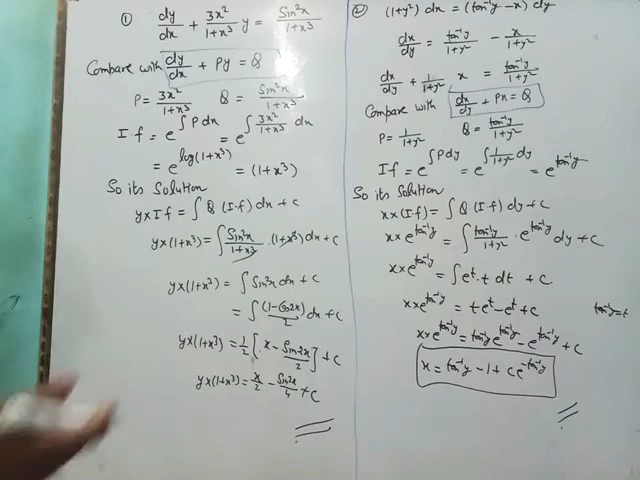 ① dy/dx + 3x²/(1+x³) y = Sin²x/(1+x³)
Compare with dy/dx + Py = Q
P = 3x²/(1+x³)    Q = Sin²x/(1+x³)
I f = e^∫Pdx = e^∫3x²/(1+x³) dx
= e^log(1+x³) = (1+x³)
So its Solution
y×If = ∫Q (I.f) dx + c
y×(1+x³) = ∫Sin²x/(1+x³) · (1+x³) dx + c
y×(1+x³) = ∫Sin²x dx + c
= ∫(1-Cos2x)/2 dx + c
y×(1+x³) = 1/2 [x - Sin2x/2] + c
y×(1+x³) = x/2 - Sin2x/4 + c
② (1+y²) dx = (tan⁻¹y - x) dy
dx/dy = tan⁻¹y/(1+y²) - x/(1+y²)
dx/dy + 1/(1+y²) x = tan⁻¹y/(1+y²)
Compare with dx/dy + Px = Q
P = 1/(1+y²)    Q = tan⁻¹y/(1+y²)
If = e^∫Pdy = e^∫1/(1+y²) dy = e^tan⁻¹y
So its Solution
x×(If) = ∫Q (I.f) dy + c
x×e^tan⁻¹y = ∫tan⁻¹y/(1+y²) · e^tan⁻¹y dy + c
x×e^tan⁻¹y = ∫e^t · t dt + c
x×e^tan⁻¹y = te^t - e^t + c    tan⁻¹y = t
x×e^tan⁻¹y = tan⁻¹y e^tan⁻¹y - e^tan⁻¹y + c
x = tan⁻¹y - 1 + ce^-tan⁻¹y